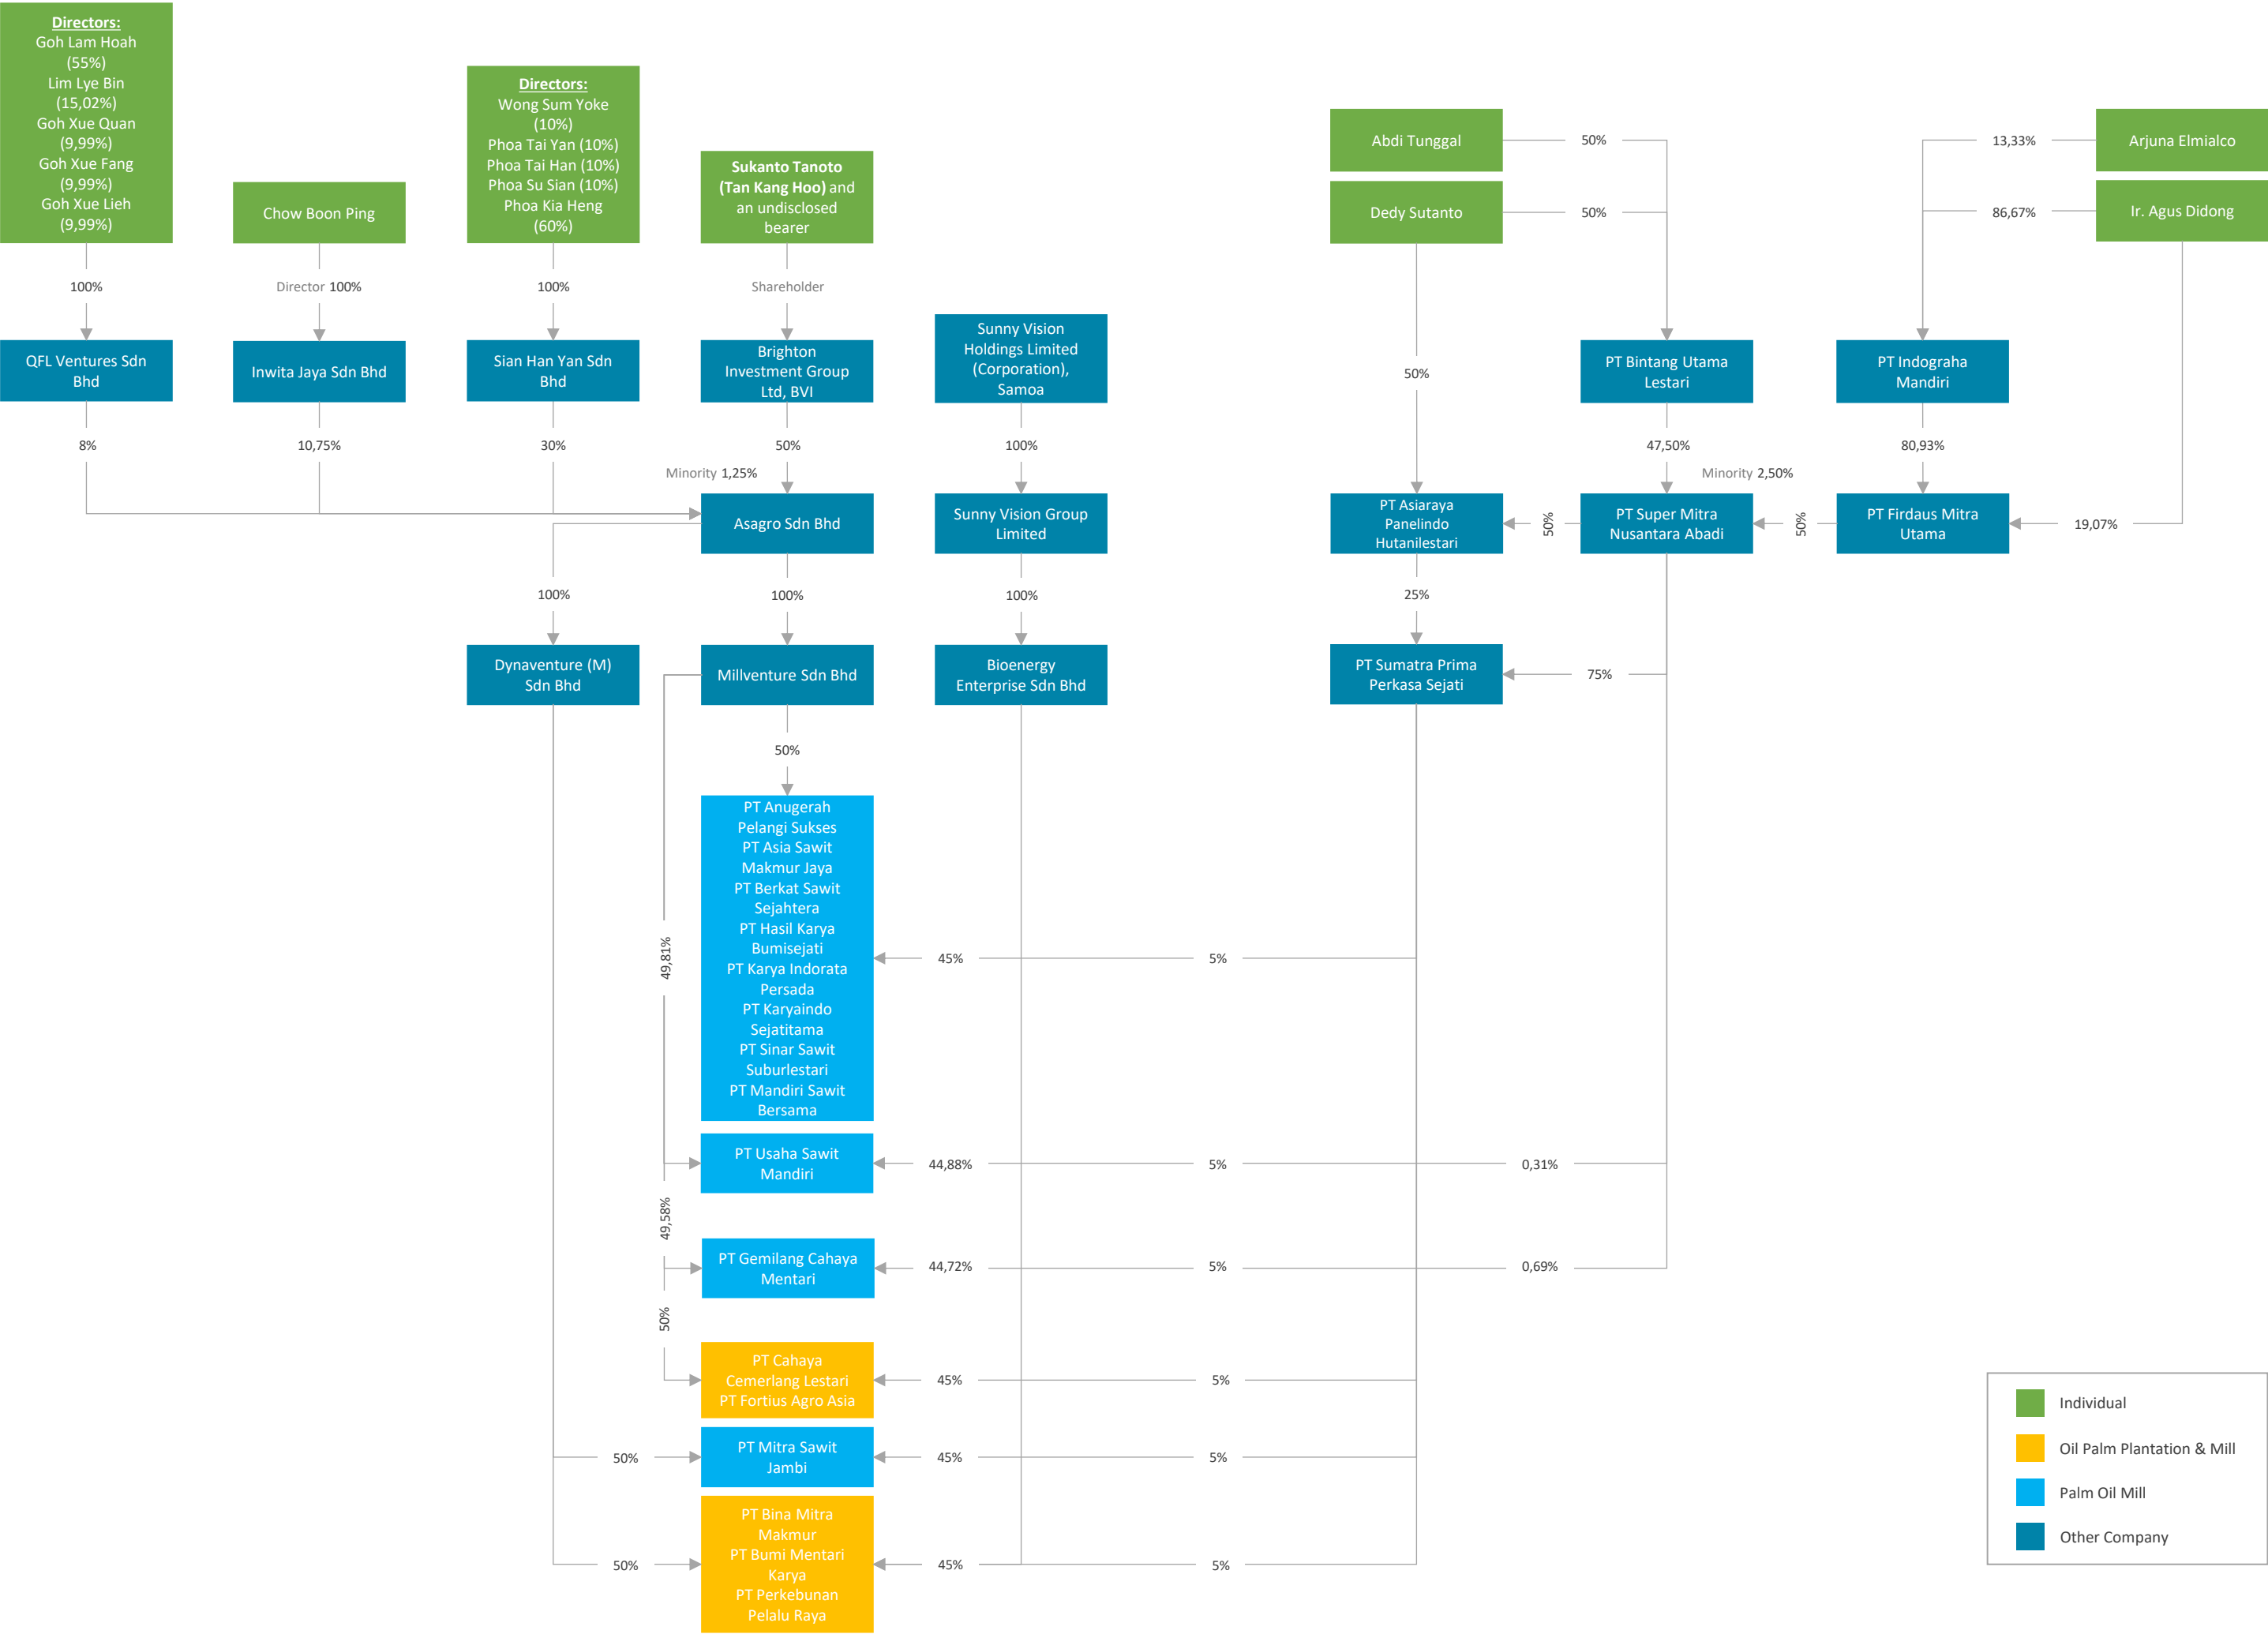 Directors:
Goh Lam Hoah
(55%)
Lim Lye Bin
(15,02%)
Goh Xue Quan
(9,99%)
Goh Xue Fang
(9,99%)
Goh Xue Lieh
(9,99%)
Chow Boon Ping
Directors:
Wong Sum Yoke
(10%)
Phoa Tai Yan (10%)
Phoa Tai Han (10%)
Phoa Su Sian (10%)
Phoa Kia Heng
(60%)
Sukanto Tanoto
(Tan Kang Hoo) and
an undisclosed
bearer
Abdi Tunggal
50%
Dedy Sutanto
50%
13,33%
Arjuna Elmialco
86,67%
Ir. Agus Didong
100%
Director 100%
100%
Shareholder
QFL Ventures Sdn
Bhd
Inwita Jaya Sdn Bhd
Sian Han Yan Sdn
Bhd
Brighton
Investment Group
Ltd, BVI
Sunny Vision
Holdings Limited
(Corporation),
Samoa
50%
PT Bintang Utama
Lestari
PT Indograha
Mandiri
8%
10,75%
30%
50%
100%
47,50%
80,93%
Minority 1,25%
Minority 2,50%
Asagro Sdn Bhd
Sunny Vision Group
Limited
PT Asiaraya
Panelindo
Hutanilestari
50%
PT Super Mitra
Nusantara Abadi
50%
PT Firdaus Mitra
Utama
19,07%
100%
100%
100%
25%
Dynaventure (M)
Sdn Bhd
Millventure Sdn Bhd
Bioenergy
Enterprise Sdn Bhd
PT Sumatra Prima
Perkasa Sejati
75%
50%
PT Anugerah
Pelangi Sukses
PT Asia Sawit
Makmur Jaya
PT Berkat Sawit
Sejahtera
PT Hasil Karya
Bumisejati
PT Karya Indorata
Persada
PT Karyaindo
Sejatitama
PT Sinar Sawit
Suburlestari
PT Mandiri Sawit
Bersama
49,81%
45%
5%
PT Usaha Sawit
Mandiri
44,88%
5%
0,31%
49,58%
PT Gemilang Cahaya
Mentari
44,72%
5%
0,69%
50%
PT Cahaya
Cemerlang Lestari
PT Fortius Agro Asia
45%
5%
50%
PT Mitra Sawit
Jambi
45%
5%
50%
PT Bina Mitra
Makmur
PT Bumi Mentari
Karya
PT Perkebunan
Pelalu Raya
45%
5%
Individual
Oil Palm Plantation & Mill
Palm Oil Mill
Other Company